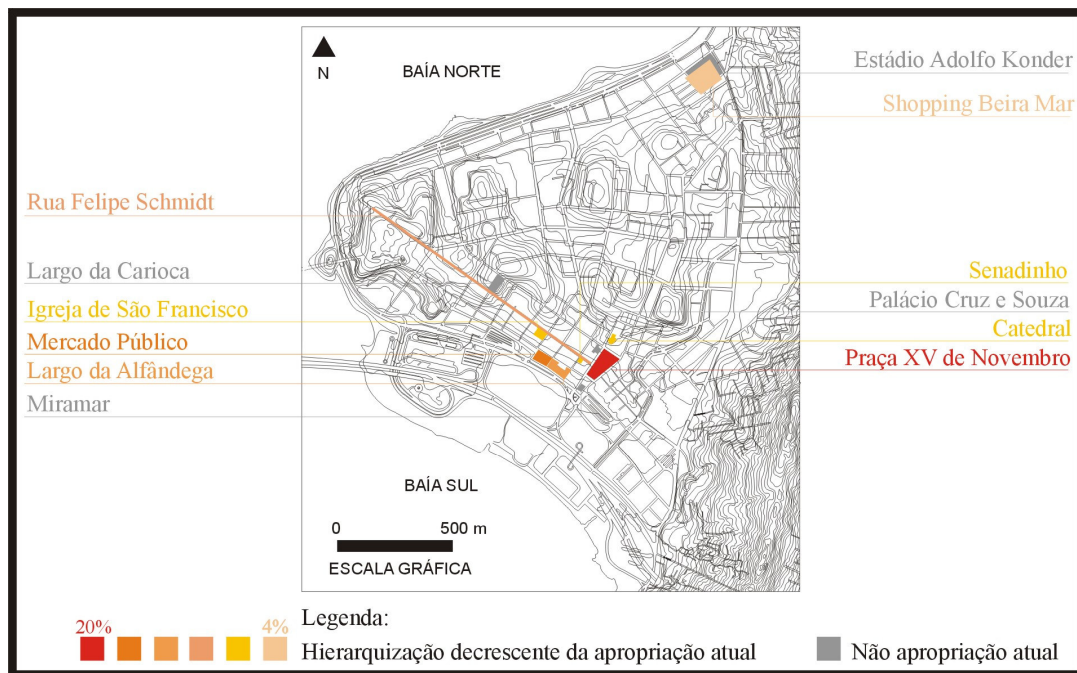 N
BAÍA NORTE
Estádio Adolfo Konder
Shopping Beira Mar
Rua Felipe Schmidt
Largo da Carioca
Igreja de São Francisco
Mercado Público
Largo da Alfândega
Miramar
Senadinho
Palácio Cruz e Souza
Catedral
Praça XV de Novembro
BAÍA SUL
0 500 m
ESCALA GRÁFICA
Legenda:
20% 4%
Hierarquização decrescente da apropriação atual
Não apropriação atual